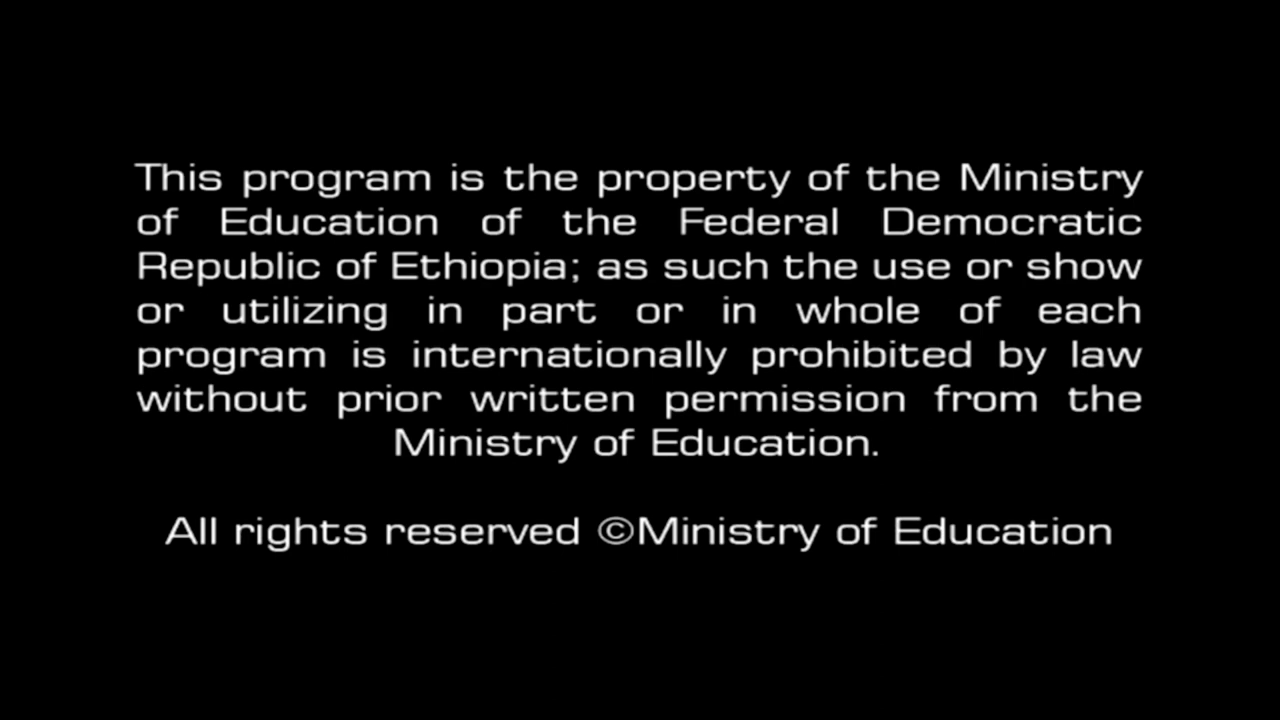 This program is the property of the Ministry
of Education of the Federal Democratic
Republic of Ethiopia; as such the use or show
or utilizing in part or in whole of each
program is internationally prohibited by law
without prior written permission from the
Ministry of Education.
All rights reserved ©Ministry of Education